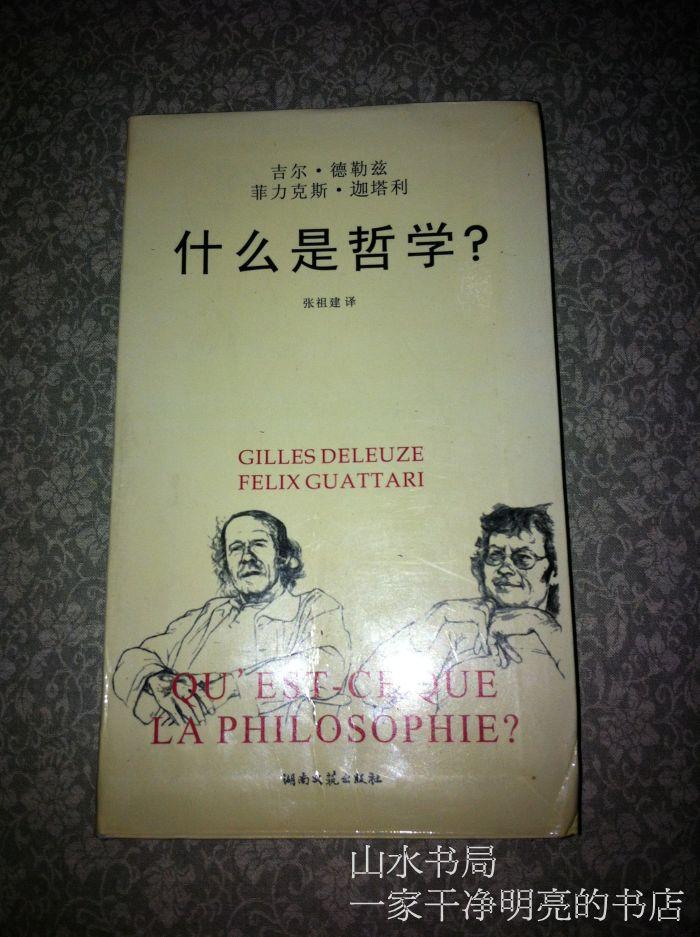 吉尔·德勒兹
菲力克斯·迦塔利
什么是哲学?
张祖建 译
GILLES DELEUZE
FELIX GUATTARI
QU'EST-CE QUE
LA PHILOSOPHIE?
湖南文艺出版社
山水书局
一家干净明亮的书店